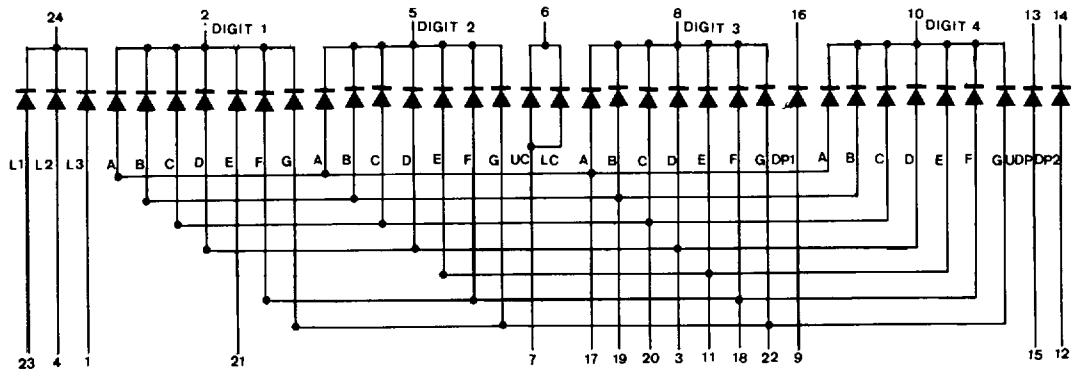 24 2 DIGIT 1 5 DIGIT 2 6 8 DIGIT 3 16 10 DIGIT 4 13 14
L1 L2 L3 A B C D E F G A B C D E F G UC LC A B C D E F G DP1 A B C D E F G UDP DP2
23 4 1 21 7 17 19 20 3 11 18 22 9 15 12